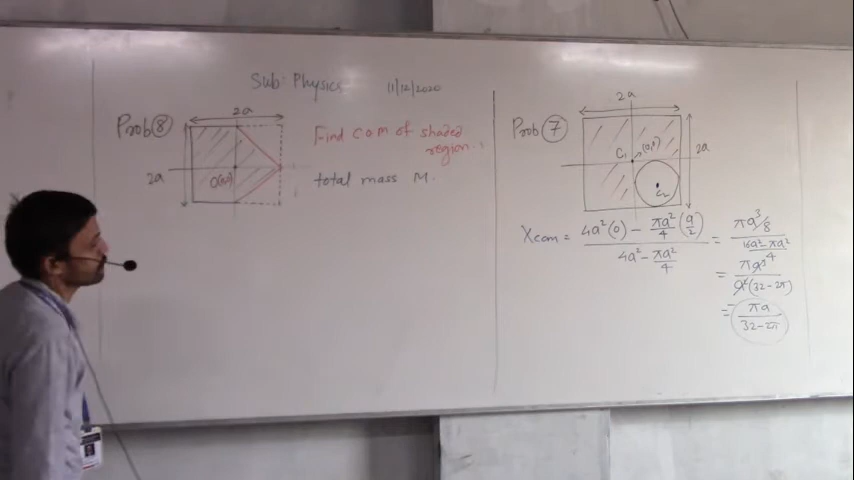 Sub: Physics 11/12/2020
Prob 8
2a
2a
O(0,0)
Find COM of shaded
region.
total mass M.
Prob 7
2a
2a
C₁ (0,0)
C₂
Xcom = (4a²(0) - πa²/4 (a/2)) / (4a² - πa²/4) = (πa³/8) / ((16a² - πa²)/4)
= πa³ / a²(32-2π)
= πa / (32-2π)